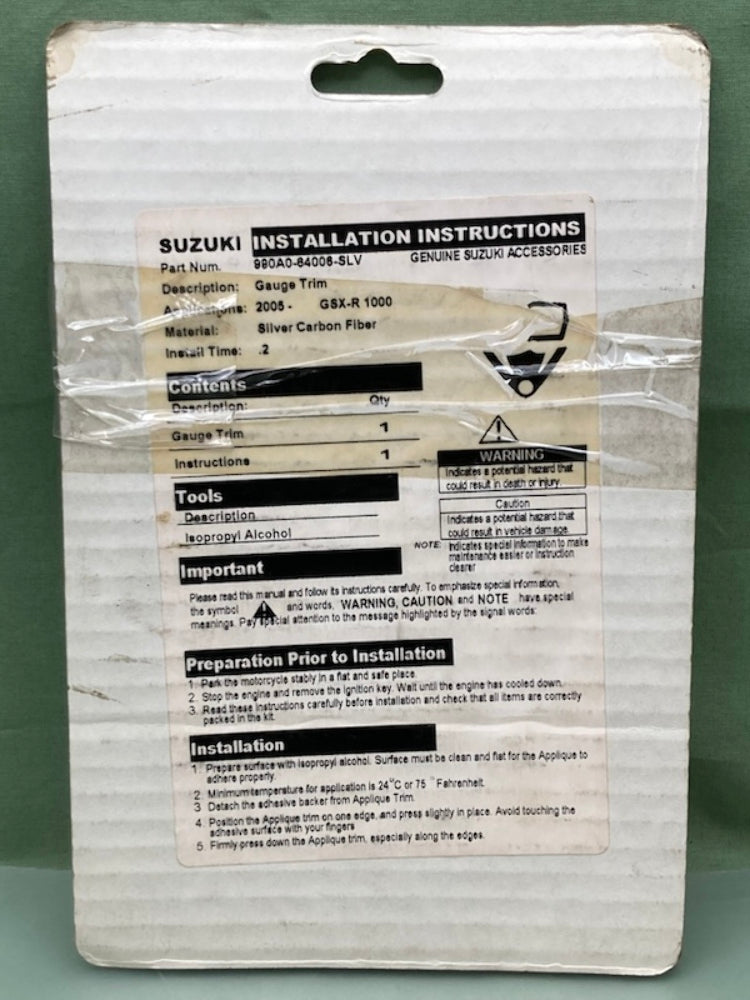 SUZUKI INSTALLATION INSTRUCTIONS
Part Num. 990A0-64006-SLV GENUINE SUZUKI ACCESSORIES
Description: Gauge Trim
Applications: 2005 - GSX-R 1000
Material: Silver Carbon Fiber
Install Time: .2
Contents
Description: Qty
Gauge Trim 1
Instructions 1
WARNING
Indicates a potential hazard that
could result in death or injury.
Tools
Description
Isopropyl Alcohol
Caution
Indicates a potential hazard that
could result in vehicle damage.
NOTE: Indicates special information to make
maintenance easier or instruction
clearer
Important
Please read this manual and follow its instructions carefully. To emphasize special information,
the symbol and words, WARNING, CAUTION and NOTE have special
meanings. Pay special attention to the message highlighted by the signal words:
Preparation Prior to Installation
1. Park the motorcycle stably in a flat and safe place.
2. Stop the engine and remove the ignition key. Wait until the engine has cooled down.
3. Read these instructions carefully before installation and check that all items are correctly
packed in the kit.
Installation
1. Prepare surface with isopropyl alcohol. Surface must be clean and flat for the Applique to
adhere properly.
2. Minimum temperature for application is 24°C or 75 ° Fahrenheit.
3 Detach the adhesive backer from Applique Trim.
4. Position the Applique trim on one edge, and press slightly in place. Avoid touching the
adhesive surface with your fingers
5 Firmly press down the Applique trim, especially along the edges.